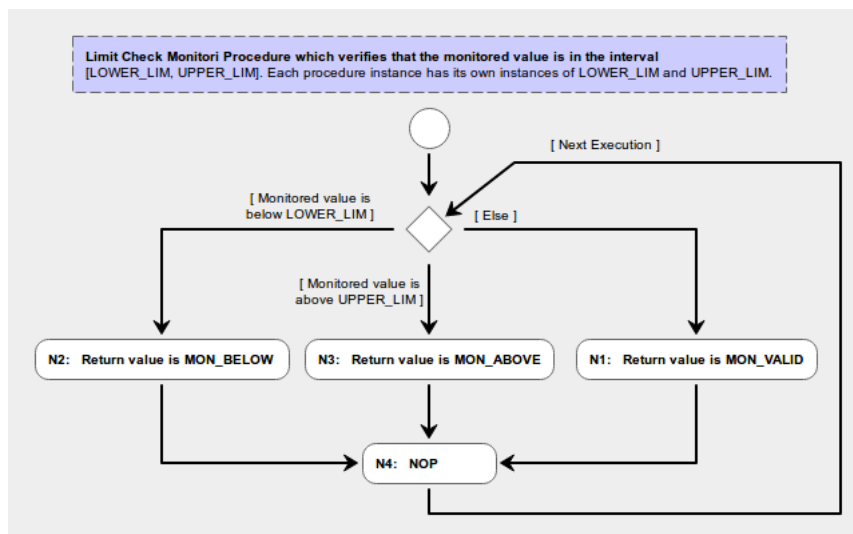 Limit Check Monitori Procedure which verifies that the monitored value is in the interval
[LOWER_LIM, UPPER_LIM]. Each procedure instance has its own instances of LOWER_LIM and UPPER_LIM.
[ Next Execution ]
[ Monitored value is
below LOWER_LIM ]
[ Else ]
[ Monitored value is
above UPPER_LIM ]
N2: Return value is MON_BELOW
N3: Return value is MON_ABOVE
N1: Return value is MON_VALID
N4: NOP